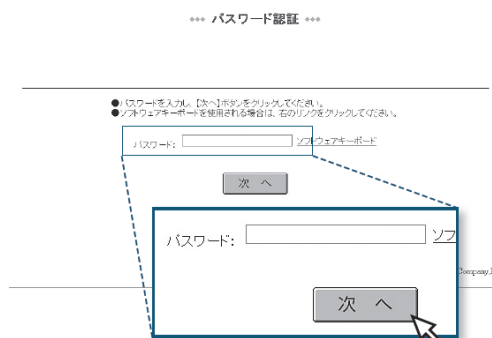 *** パスワード認証 ***
●パスワードを入力し、【次へ】ボタンをクリックしてください。
●ソフトウェアキーボードを使用される場合は、右のリンクをクリックしてください。
パスワード: ソフトウェアキーボード
次 へ
パスワード: ソフ
次 へ
Company,L